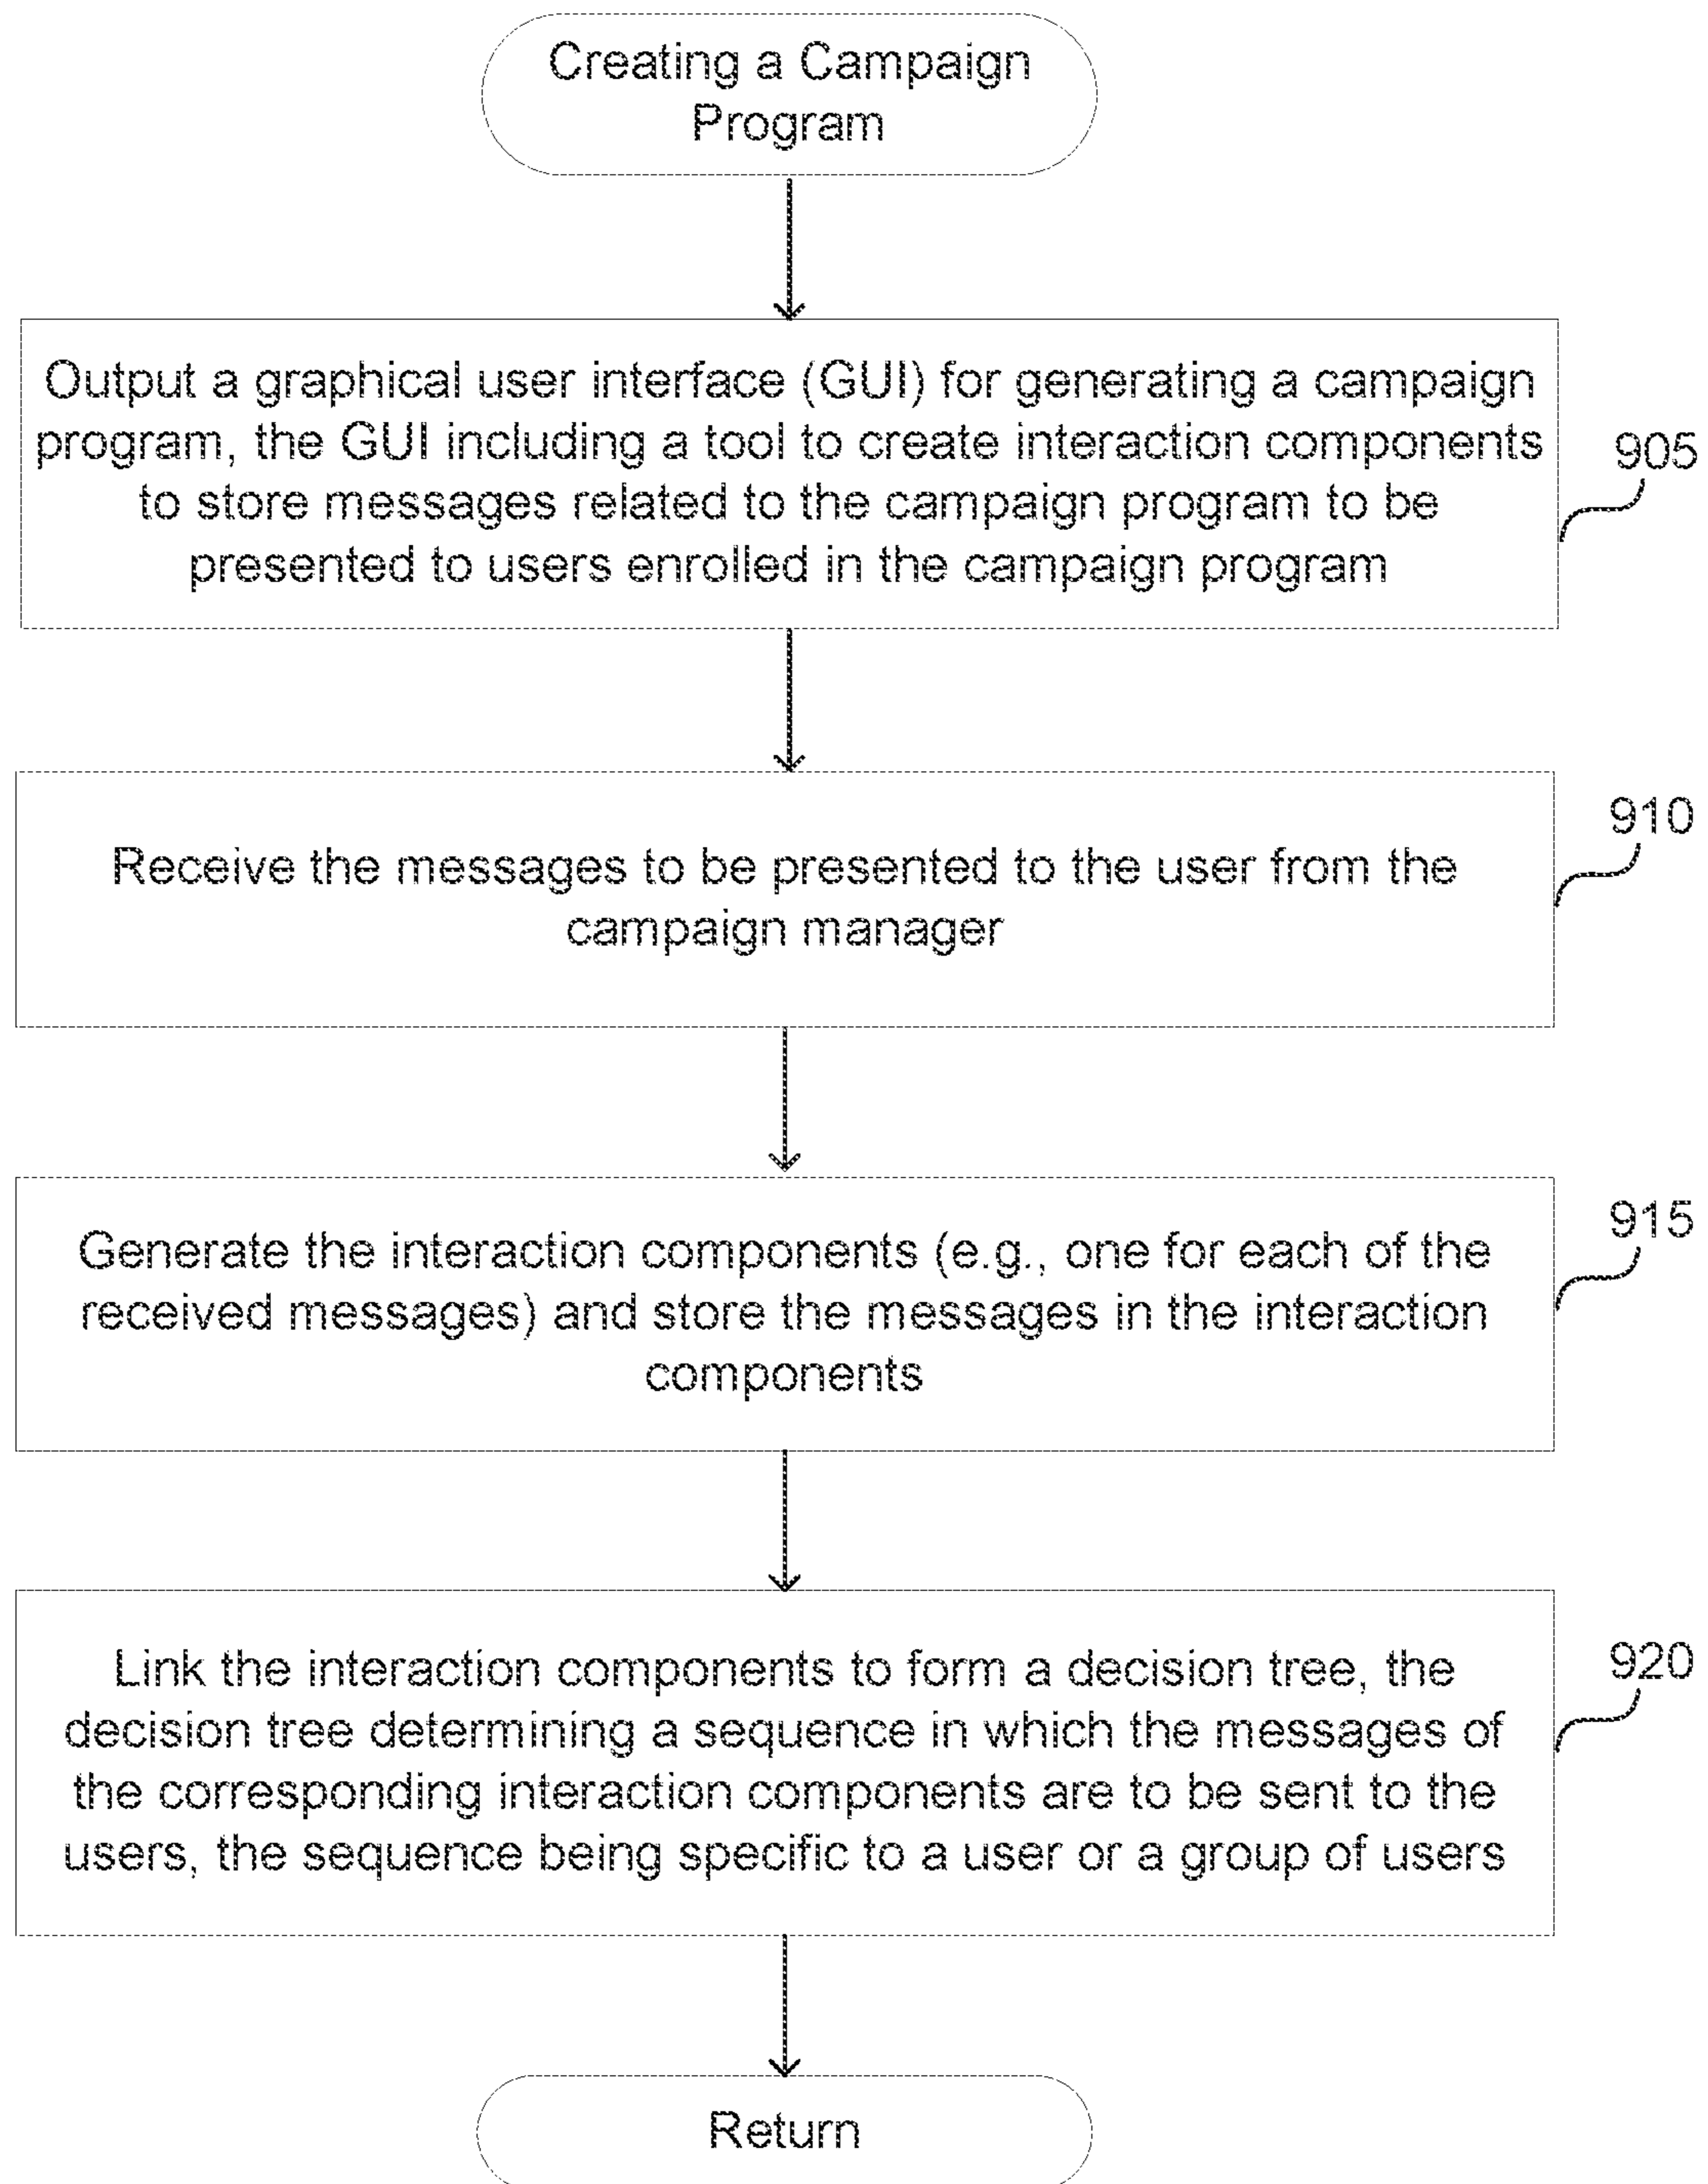 Creating a Campaign
Program
Output a graphical user interface (GUI) for generating a campaign
program, the GUI including a tool to create interaction components
to store messages related to the campaign program to be
presented to users enrolled in the campaign program
905
Receive the messages to be presented to the user from the
campaign manager
910
Generate the interaction components (e.g., one for each of the
received messages) and store the messages in the interaction
components
915
Link the interaction components to form a decision tree, the
decision tree determining a sequence in which the messages of
the corresponding interaction components are to be sent to the
users, the sequence being specific to a user or a group of users
920
Return